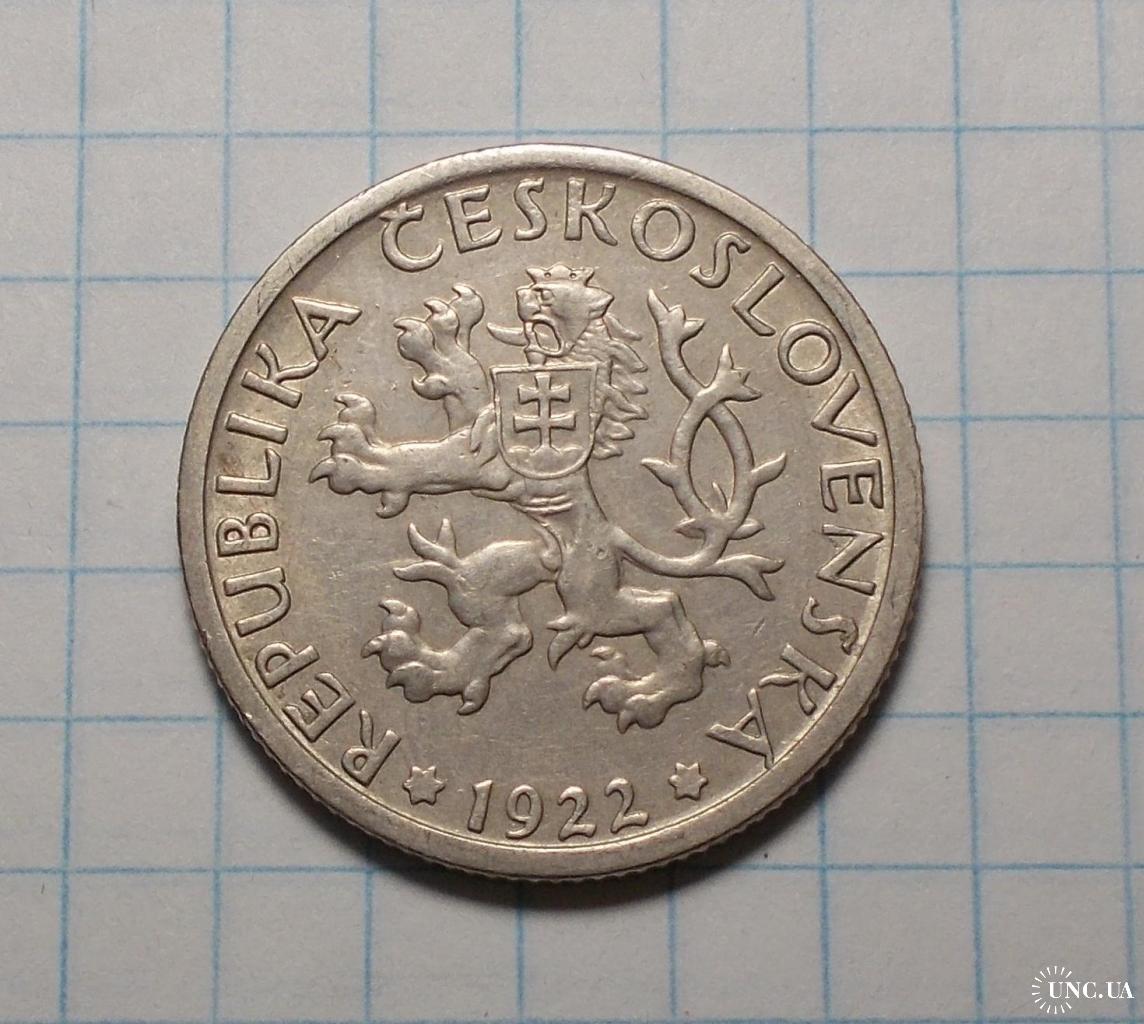 REPUBLIKA ČESKOSLOVENSKÁ
1922
UNC.UA